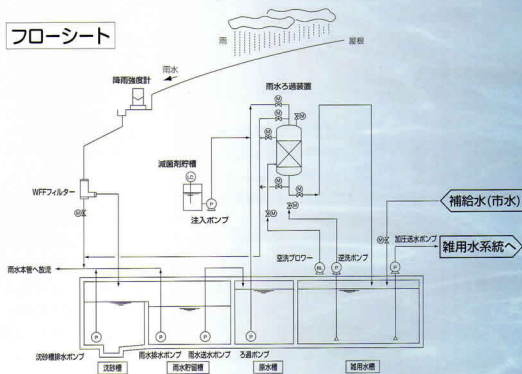 フローシート
雨
屋根
雨水
降雨強度計
雨水ろ過装置
M
M
M
M
M
M
M
滅菌剤貯槽
LC
P
注入ポンプ
WFFフィルター
M
補給水(市水)
加圧送水ポンプ
M
雑用水系統へ
空洗ブロワー
BL
逆洗ポンプ
P
P
雨水本管へ放流
P
P
P
P
沈砂槽排水ポンプ
雨水排水ポンプ
雨水送水ポンプ
ろ過ポンプ
沈砂槽
雨水貯留槽
原水槽
雑用水槽